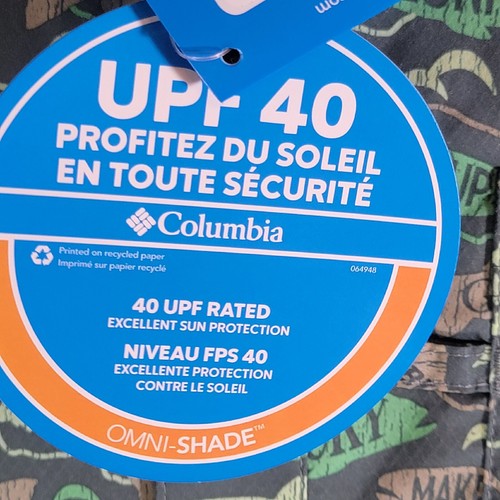 UPF 40
PROFITEZ DU SOLEIL
EN TOUTE SÉCURITÉ
Columbia
Printed on recycled paper
Imprimé sur papier recyclé
064948
40 UPF RATED
EXCELLENT SUN PROTECTION
NIVEAU FPS 40
EXCELLENTE PROTECTION
CONTRE LE SOLEIL
OMNI-SHADE™